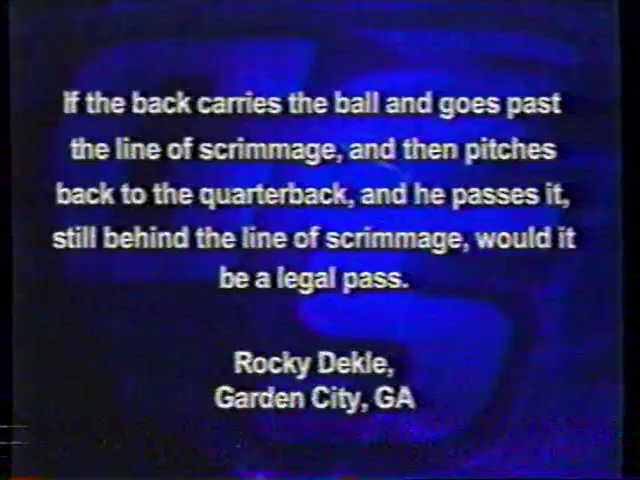 If the back carries the ball and goes past
the line of scrimmage, and then pitches
back to the quarterback, and he passes it,
still behind the line of scrimmage, would it
be a legal pass.
Rocky Dekle,
Garden City, GA